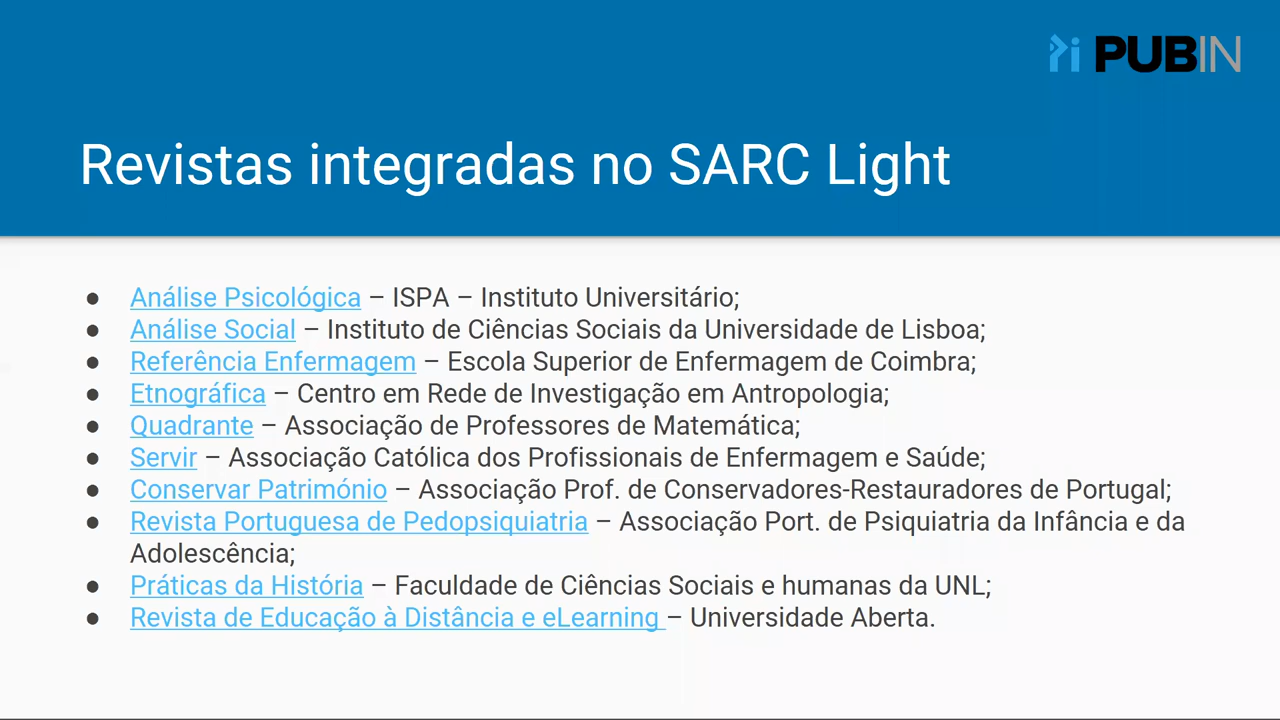 PUBIN
Revistas integradas no SARC Light
● Análise Psicológica – ISPA – Instituto Universitário;
● Análise Social – Instituto de Ciências Sociais da Universidade de Lisboa;
● Referência Enfermagem – Escola Superior de Enfermagem de Coimbra;
● Etnográfica – Centro em Rede de Investigação em Antropologia;
● Quadrante – Associação de Professores de Matemática;
● Servir – Associação Católica dos Profissionais de Enfermagem e Saúde;
● Conservar Património – Associação Prof. de Conservadores-Restauradores de Portugal;
● Revista Portuguesa de Pedopsiquiatria – Associação Port. de Psiquiatria da Infância e da
Adolescência;
● Práticas da História – Faculdade de Ciências Sociais e humanas da UNL;
● Revista de Educação à Distância e eLearning – Universidade Aberta.